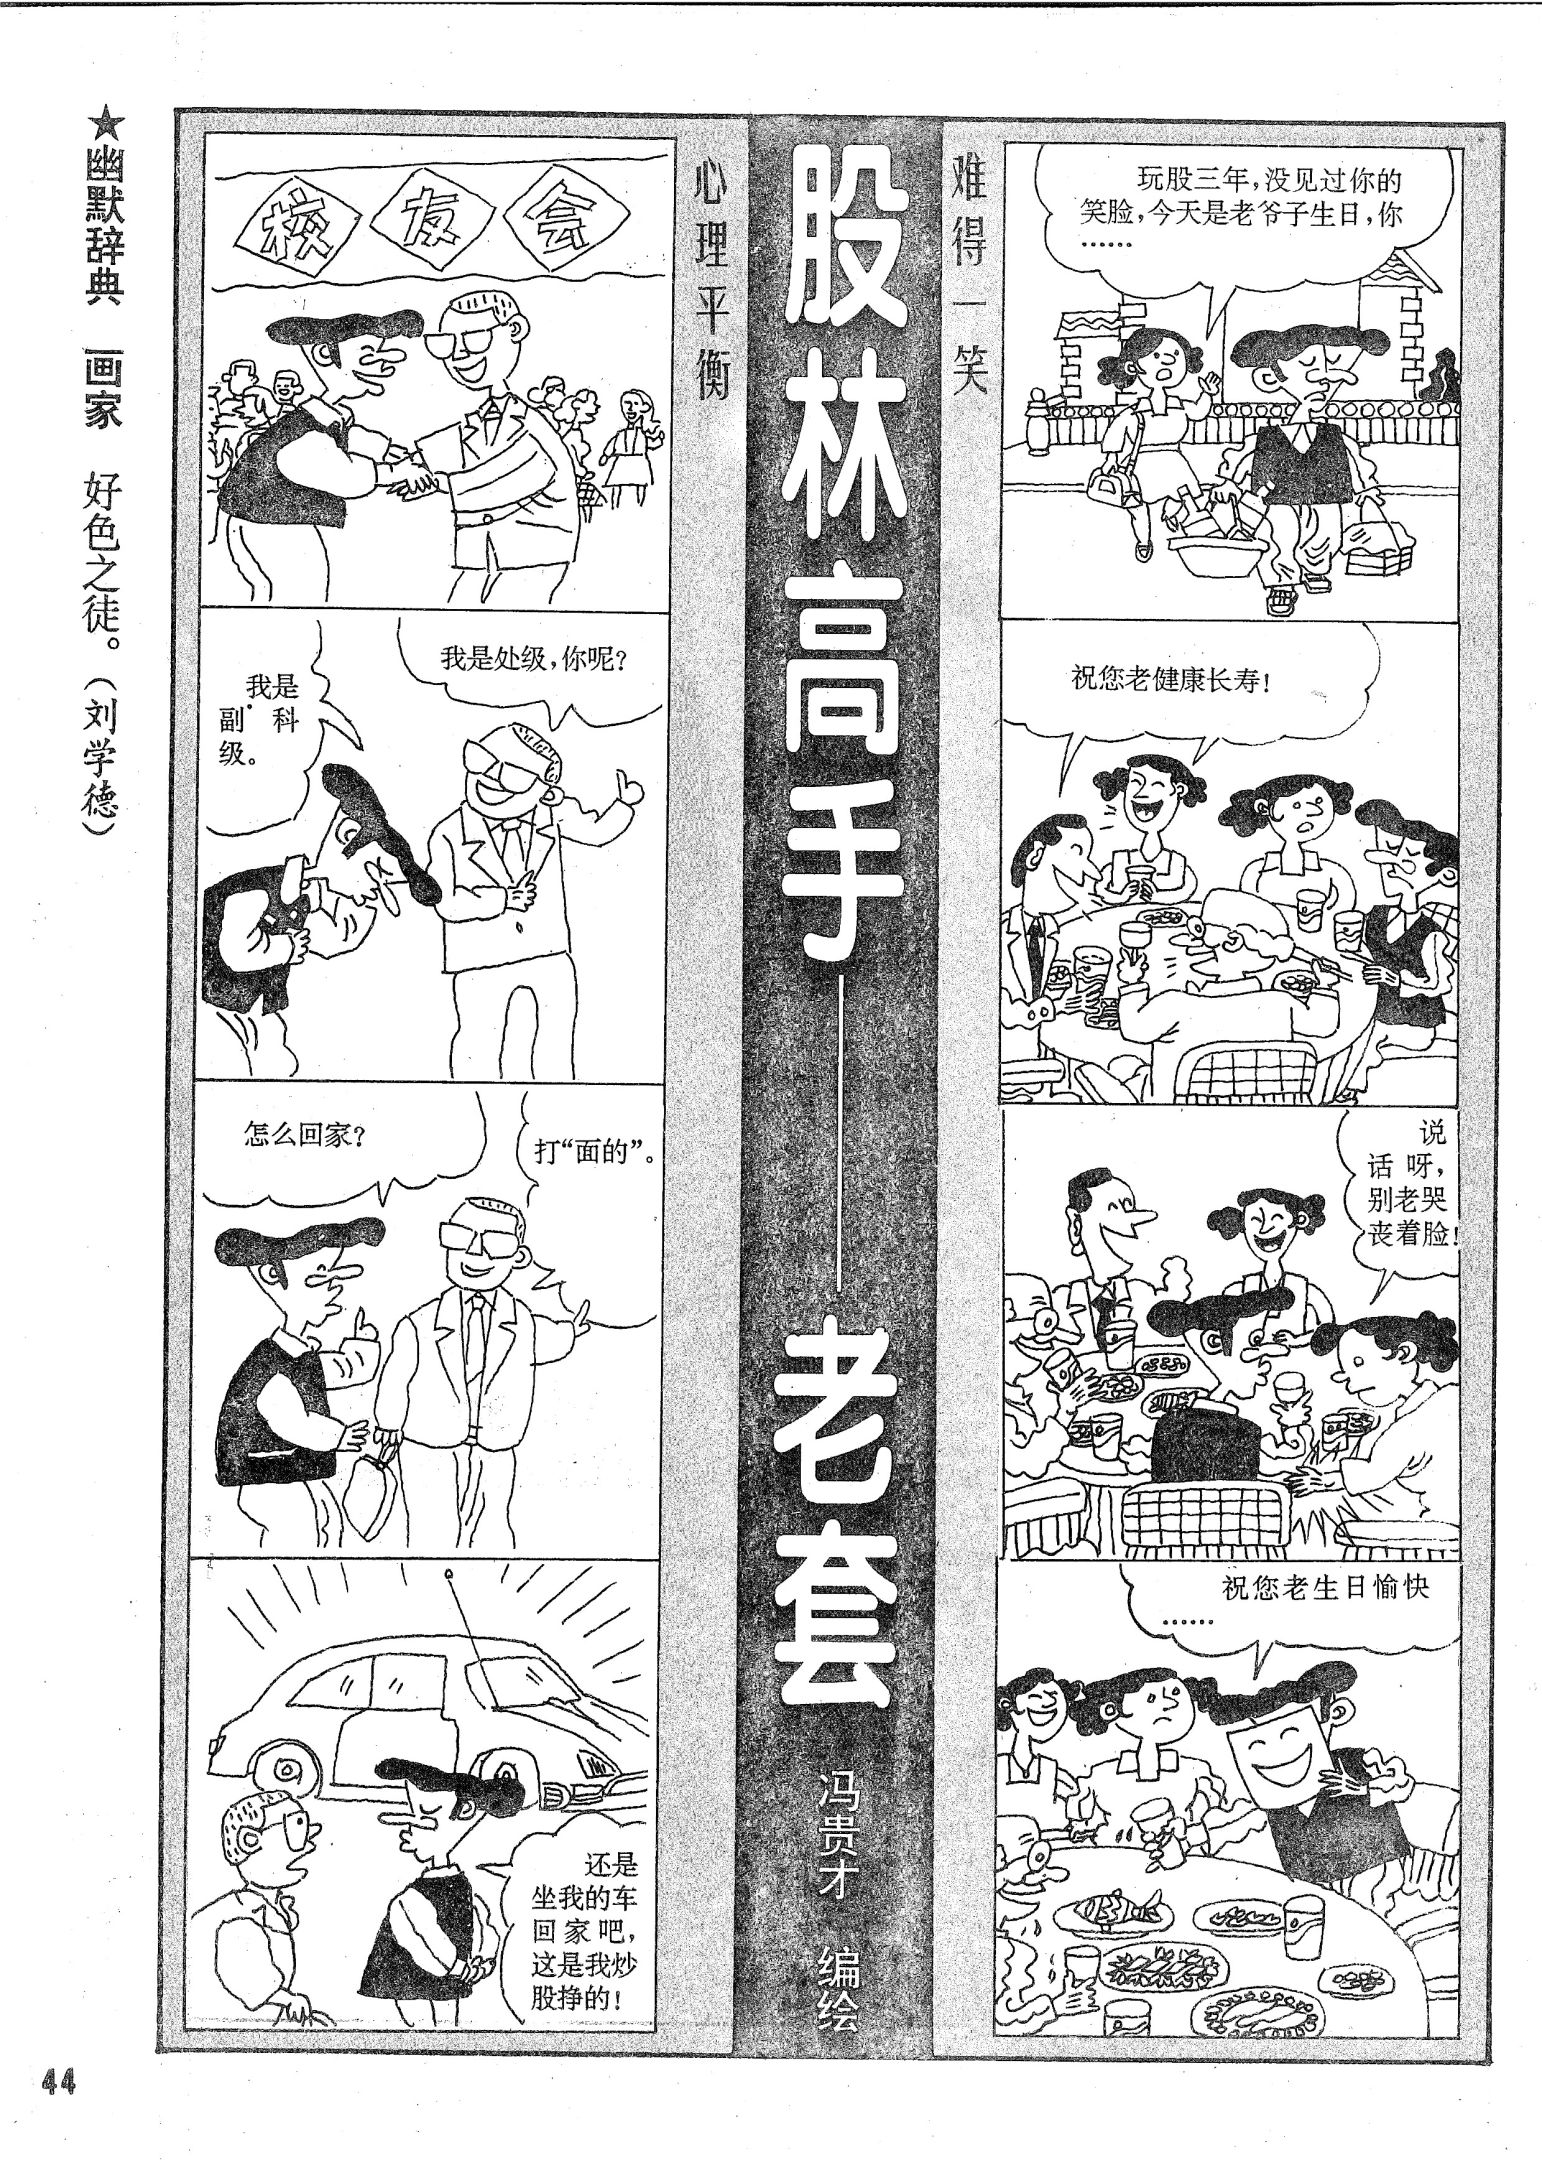 ★幽默辞典　画家　好色之徒。（刘学德）
股林高手——老套
冯贵才　编绘
难得一笑
玩股三年，没见过你的
笑脸，今天是老爷子生日，你
……
祝您老健康长寿！
说
话呀，
别老哭
丧着脸！
祝您老生日愉快
……
心理平衡
校友会
我是处级，你呢？
我是
副科
级。
怎么回家？
打“面的”。
还是
坐我的车
回家吧，
这是我炒
股挣的！
44